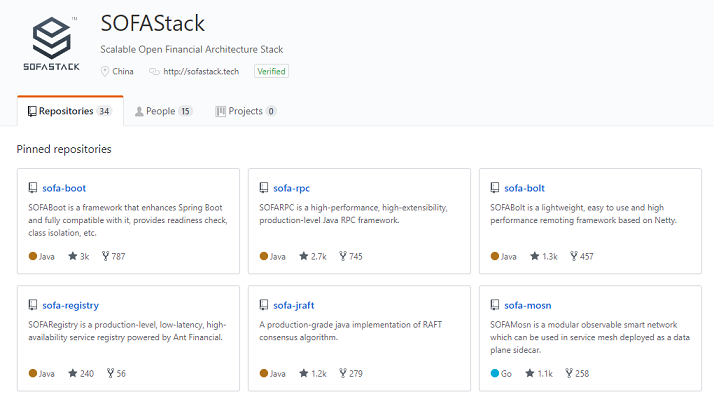 SOFAStack
TM
SOFASTACK
Scalable Open Financial Architecture Stack
China http://sofastack.tech Verified
Repositories 34 People 15 Projects 0
Pinned repositories
sofa-boot
SOFABoot is a framework that enhances Spring Boot
and fully compatible with it, provides readiness check,
class isolation, etc.
Java 3k 787
sofa-rpc
SOFARPC is a high-performance, high-extensibility,
production-level Java RPC framework.
Java 2.7k 745
sofa-bolt
SOFABolt is a lightweight, easy to use and high
performance remoting framework based on Netty.
Java 1.3k 457
sofa-registry
SOFARegistry is a production-level, low-latency, high-
availability service registry powered by Ant Financial.
Java 240 56
sofa-jraft
A production-grade java implementation of RAFT
consensus algorithm.
Java 1.2k 279
sofa-mosn
SOFAMosn is a modular observable smart network
which can be used in service mesh deployed as a data
plane sidecar.
Go 1.1k 258